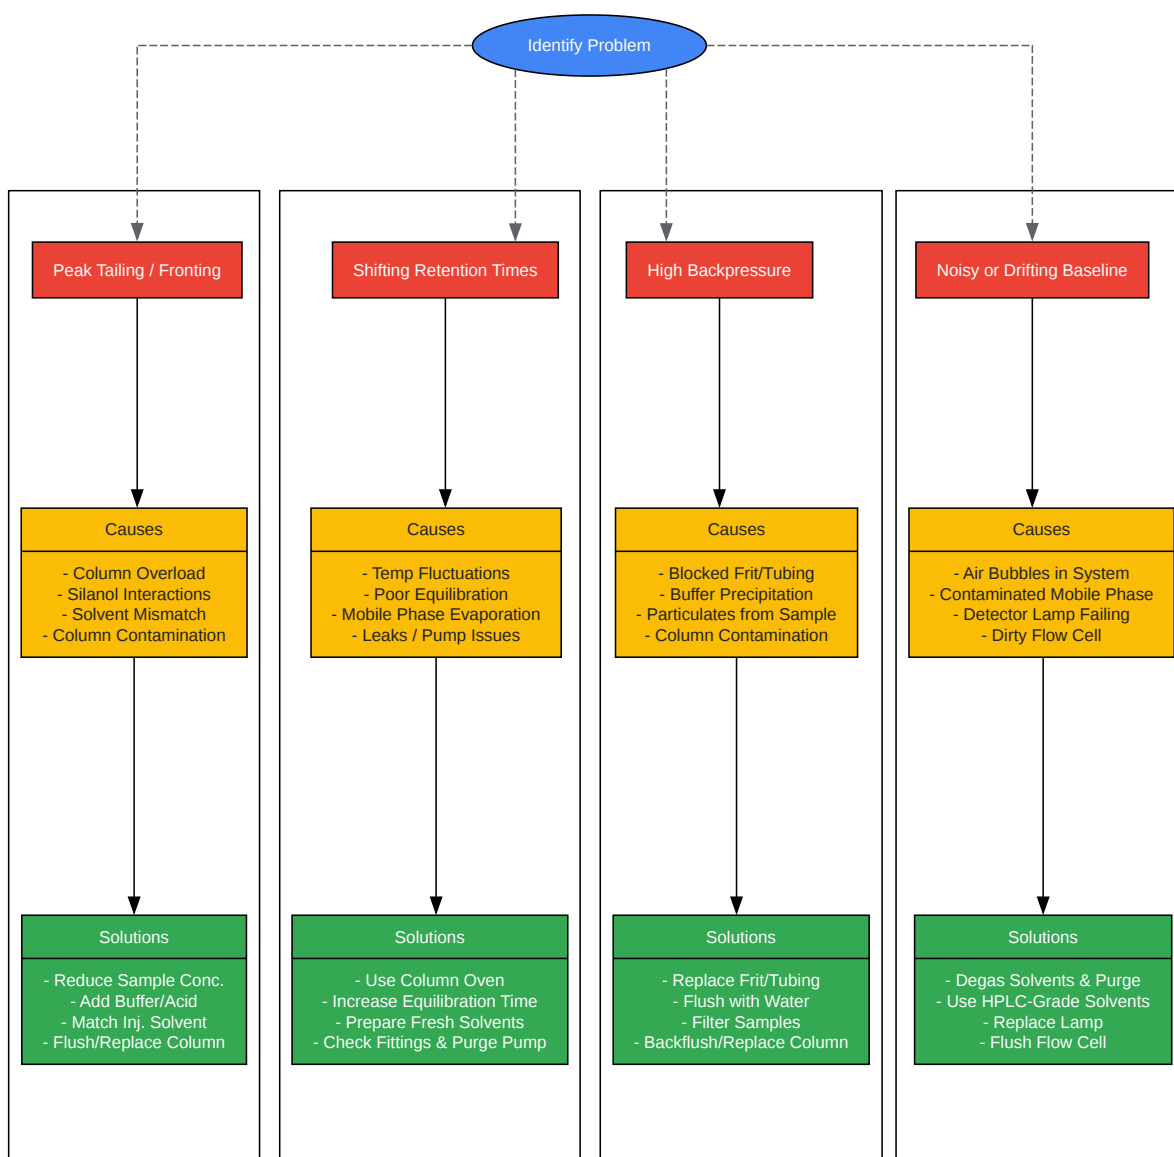 Identify Problem
Peak Tailing / Fronting
Shifting Retention Times
High Backpressure
Noisy or Drifting Baseline
Causes
- Column Overload
- Silanol Interactions
- Solvent Mismatch
- Column Contamination
Causes
- Temp Fluctuations
- Poor Equilibration
- Mobile Phase Evaporation
- Leaks / Pump Issues
Causes
- Blocked Frit/Tubing
- Buffer Precipitation
- Particulates from Sample
- Column Contamination
Causes
- Air Bubbles in System
- Contaminated Mobile Phase
- Detector Lamp Failing
- Dirty Flow Cell
Solutions
- Reduce Sample Conc.
- Add Buffer/Acid
- Match Inj. Solvent
- Flush/Replace Column
Solutions
- Use Column Oven
- Increase Equilibration Time
- Prepare Fresh Solvents
- Check Fittings & Purge Pump
Solutions
- Replace Frit/Tubing
- Flush with Water
- Filter Samples
- Backflush/Replace Column
Solutions
- Degas Solvents & Purge
- Use HPLC-Grade Solvents
- Replace Lamp
- Flush Flow Cell